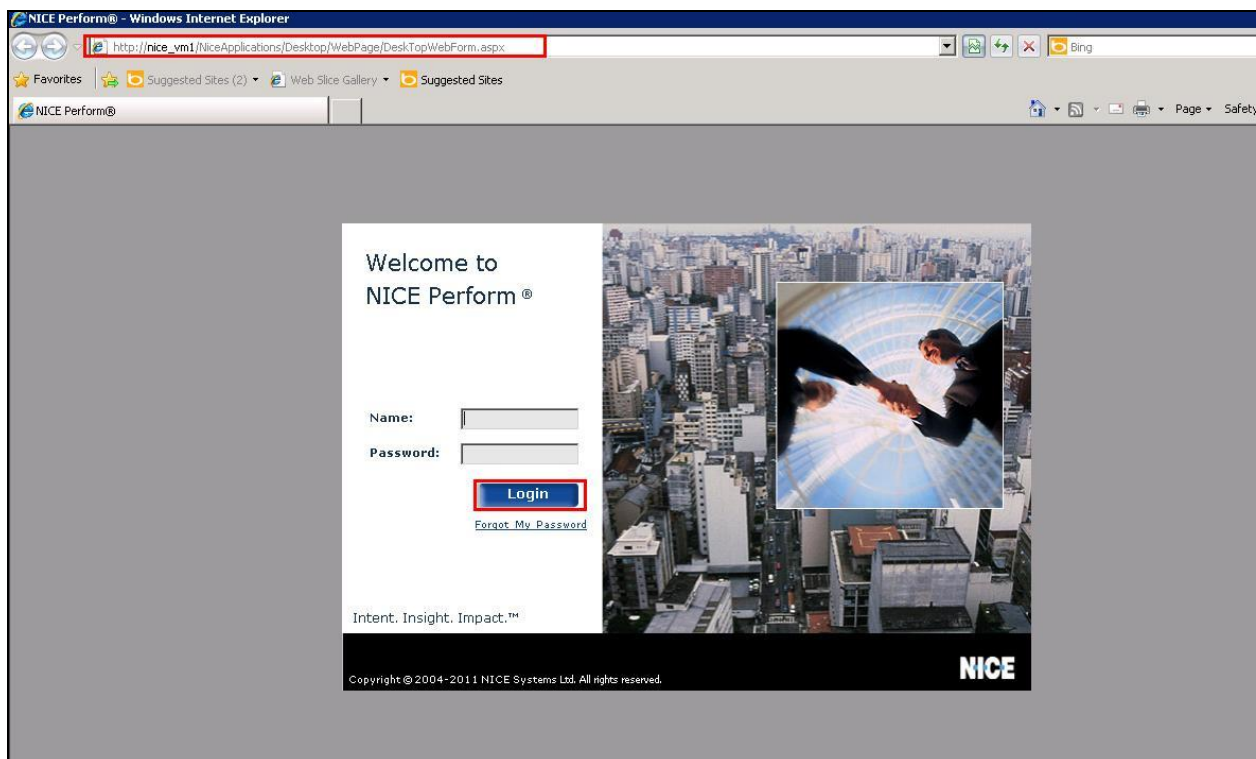 NICE Perform® - Windows Internet Explorer
http://nice_vm1/NiceApplications/Desktop/WebPage/DeskTopWebForm.aspx
Bing
Favorites Suggested Sites (2) Web Slice Gallery Suggested Sites
NICE Perform®
Page Safety
Welcome to
NICE Perform ®
Name:
Password:
Login
Forgot My Password
Intent. Insight. Impact.™
NICE
Copyright © 2004-2011 NICE Systems Ltd. All rights reserved.